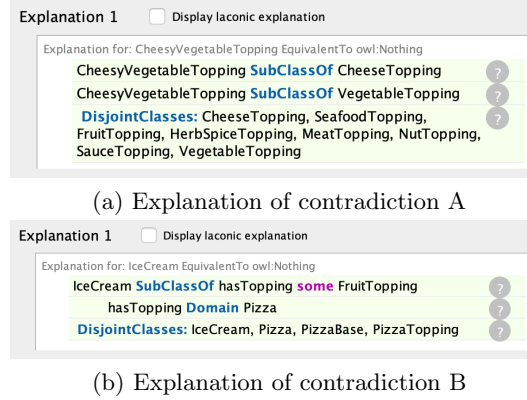 Explanation 1 Display laconic explanation
Explanation for: CheesyVegetableTopping EquivalentTo owl:Nothing
CheesyVegetableTopping SubClassOf CheeseTopping ?
CheesyVegetableTopping SubClassOf VegetableTopping ?
DisjointClasses: CheeseTopping, SeafoodTopping, ?
FruitTopping, HerbSpiceTopping, MeatTopping, NutTopping,
SauceTopping, VegetableTopping
(a) Explanation of contradiction A
Explanation 1 Display laconic explanation
Explanation for: IceCream EquivalentTo owl:Nothing
IceCream SubClassOf hasTopping some FruitTopping ?
hasTopping Domain Pizza ?
DisjointClasses: IceCream, Pizza, PizzaBase, PizzaTopping ?
(b) Explanation of contradiction B